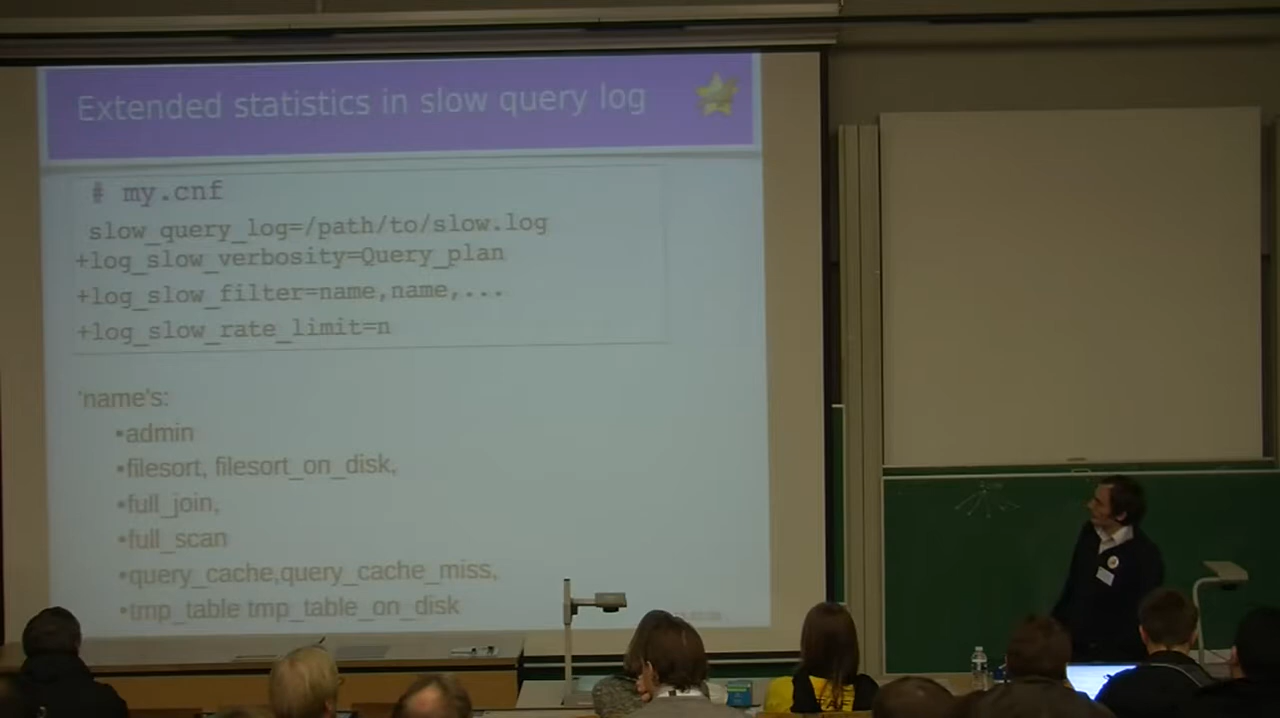 Extended statistics in slow query log
# my.cnf
slow_query_log=/path/to/slow.log
+log_slow_verbosity=Query_plan
+log_slow_filter=name,name,...
+log_slow_rate_limit=n
'name's:
•admin
•filesort, filesort_on_disk,
•full_join,
•full_scan
•query_cache,query_cache_miss,
•tmp_table tmp_table_on_disk